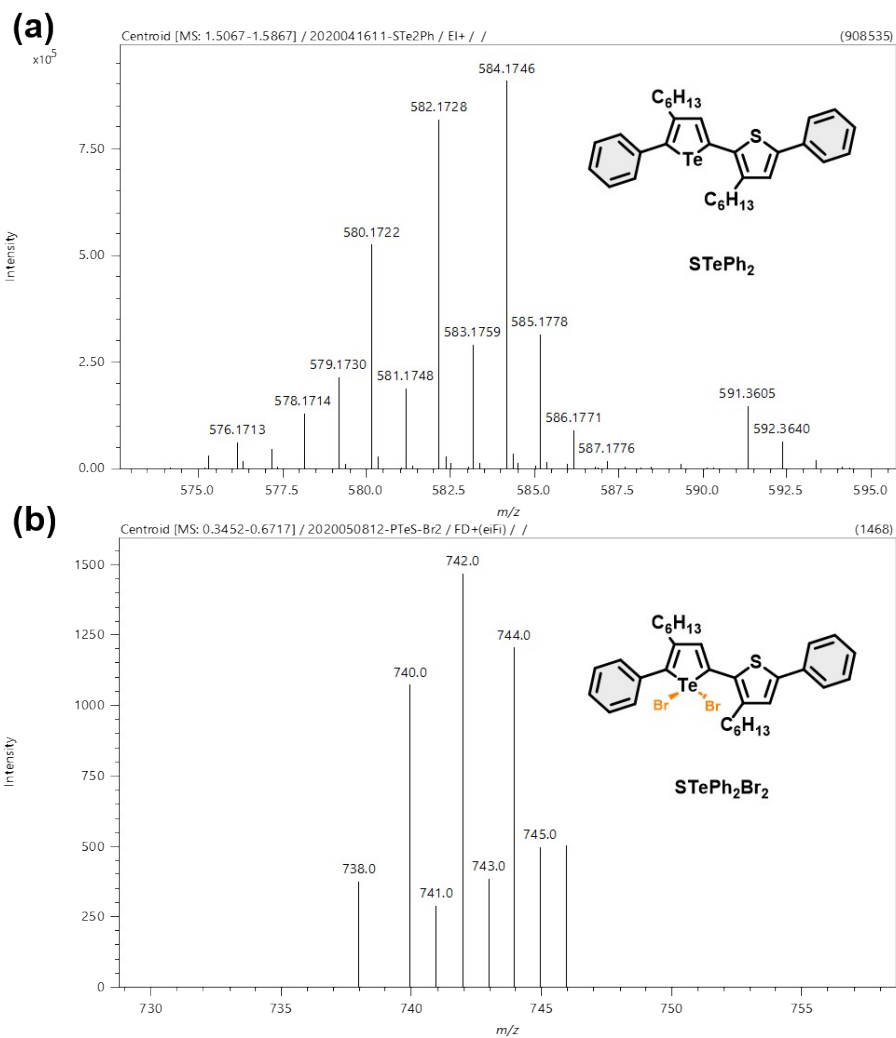 (a)
Centroid [MS: 1.5067-1.5867] / 2020041611-STe2Ph / EI+ / /
(908535)
x10⁵
584.1746
582.1728
7.50
580.1722
5.00
583.1759
585.1778
2.50
579.1730
581.1748
578.1714
576.1713
586.1771
587.1776
591.3605
592.3640
0.00
Intensity
575.0 577.5 580.0 582.5 585.0 587.5 590.0 592.5 595.0
m/z
C₆H₁₃
S
Te
C₆H₁₃
STePh₂
(b)
Centroid [MS: 0.3452-0.6717] / 2020050812-PTeS-Br2 / FD+(eiFi) / /
(1468)
1500
742.0
1250
744.0
740.0
1000
750
500
745.0
743.0
738.0
741.0
250
0
Intensity
730 735 740 745 750 755
m/z
C₆H₁₃
S
Te
Br Br
C₆H₁₃
STePh₂Br₂